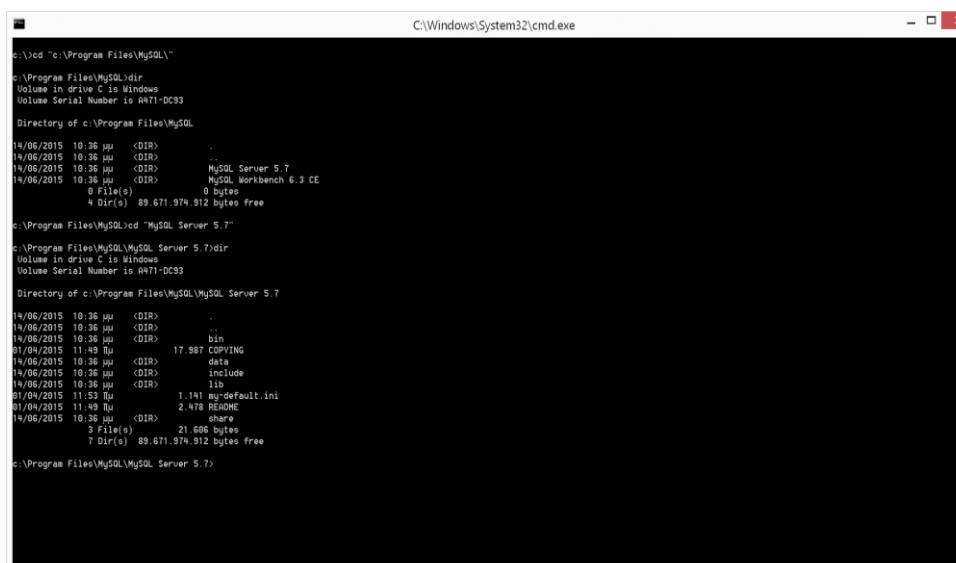 C:\Windows\System32\cmd.exe
c:\>cd "c:\Program Files\MySQL\"
c:\Program Files\MySQL>dir
Volume in drive C is Windows
Volume Serial Number is A471-DC93
Directory of c:\Program Files\MySQL
14/06/2015 10:36 μμ <DIR> .
14/06/2015 10:36 μμ <DIR> ..
14/06/2015 10:36 μμ <DIR> MySQL Server 5.7
14/06/2015 10:36 μμ <DIR> MySQL Workbench 6.3 CE
0 File(s) 0 bytes
4 Dir(s) 89.671.974.912 bytes free
c:\Program Files\MySQL>cd "MySQL Server 5.7"
c:\Program Files\MySQL\MySQL Server 5.7>dir
Volume in drive C is Windows
Volume Serial Number is A471-DC93
Directory of c:\Program Files\MySQL\MySQL Server 5.7
14/06/2015 10:36 μμ <DIR> .
14/06/2015 10:36 μμ <DIR> ..
14/06/2015 10:36 μμ <DIR> bin
01/04/2015 11:49 πμ 17.987 COPYING
14/06/2015 10:36 μμ <DIR> data
14/06/2015 10:36 μμ <DIR> include
14/06/2015 10:36 μμ <DIR> lib
01/04/2015 11:53 πμ 1.141 my-default.ini
01/04/2015 11:49 πμ 2.478 README
14/06/2015 10:36 μμ <DIR> share
3 File(s) 21.606 bytes
7 Dir(s) 89.671.974.912 bytes free
c:\Program Files\MySQL\MySQL Server 5.7>